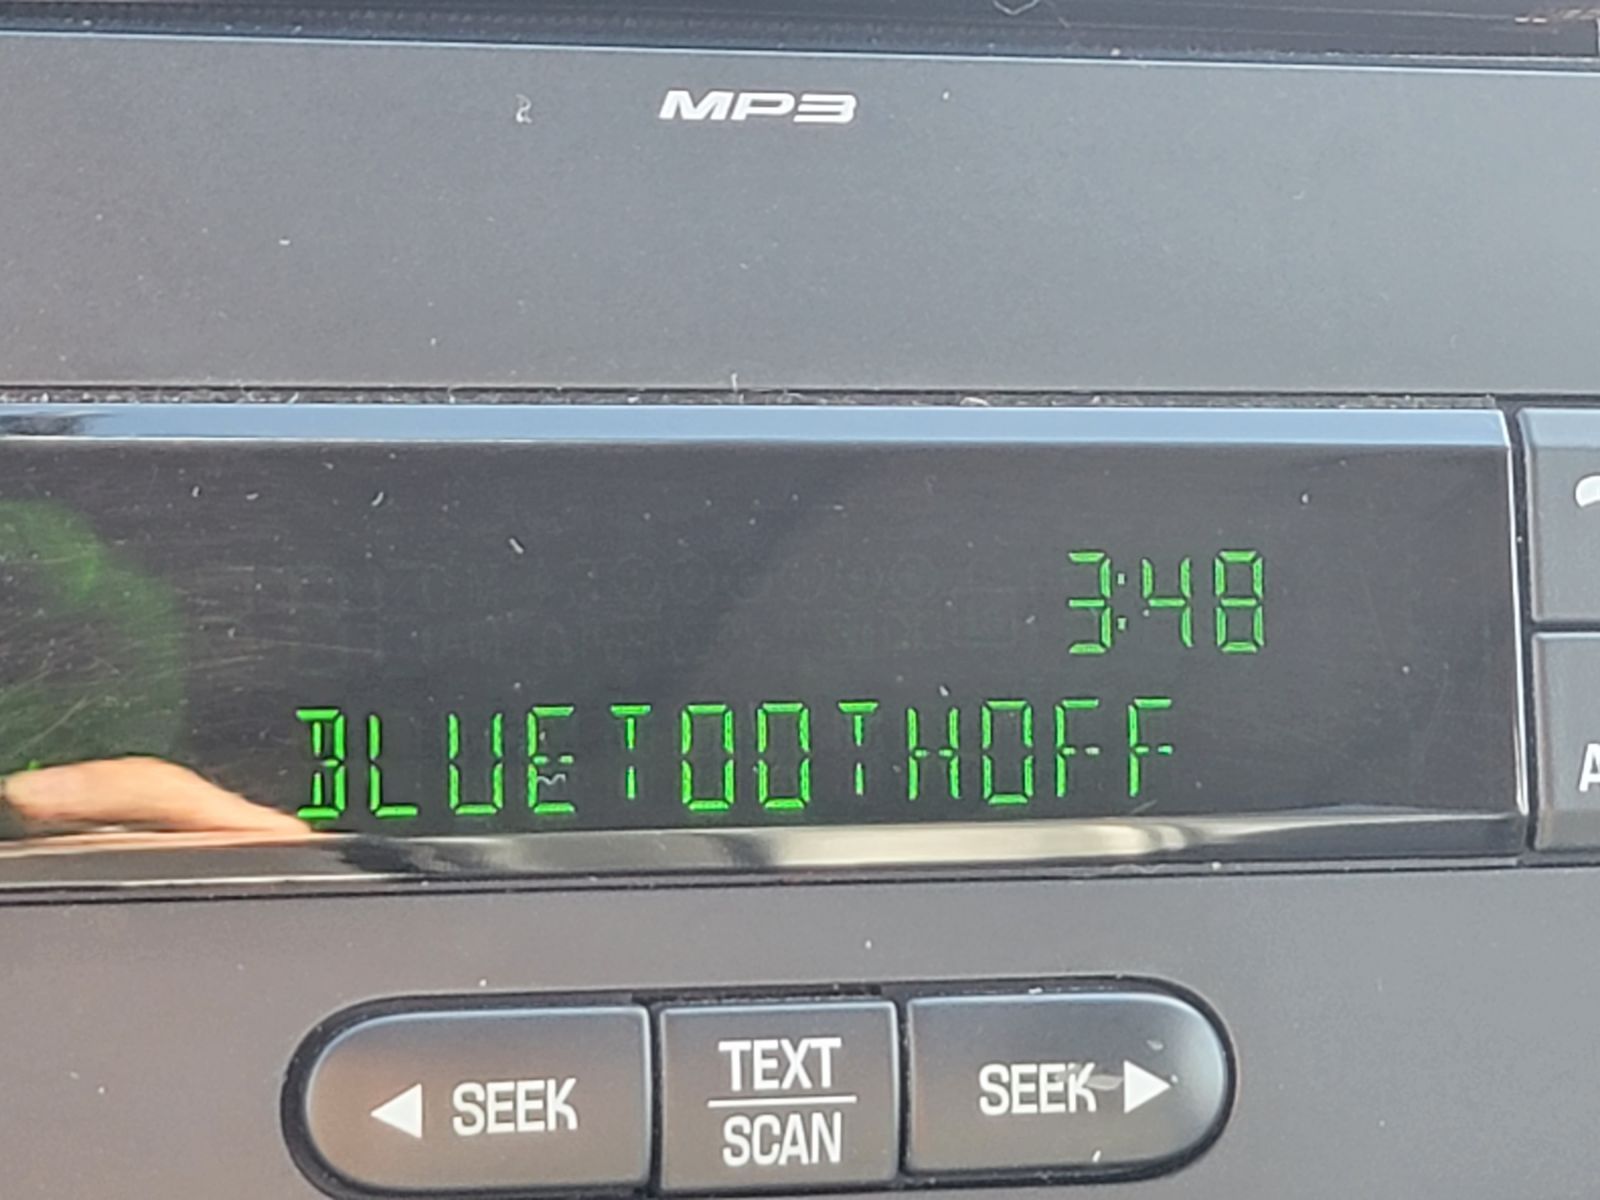 MP3
3:48
BLUETOOTHOFF
◀ SEEK
TEXT
SCAN
SEEK ▶
A